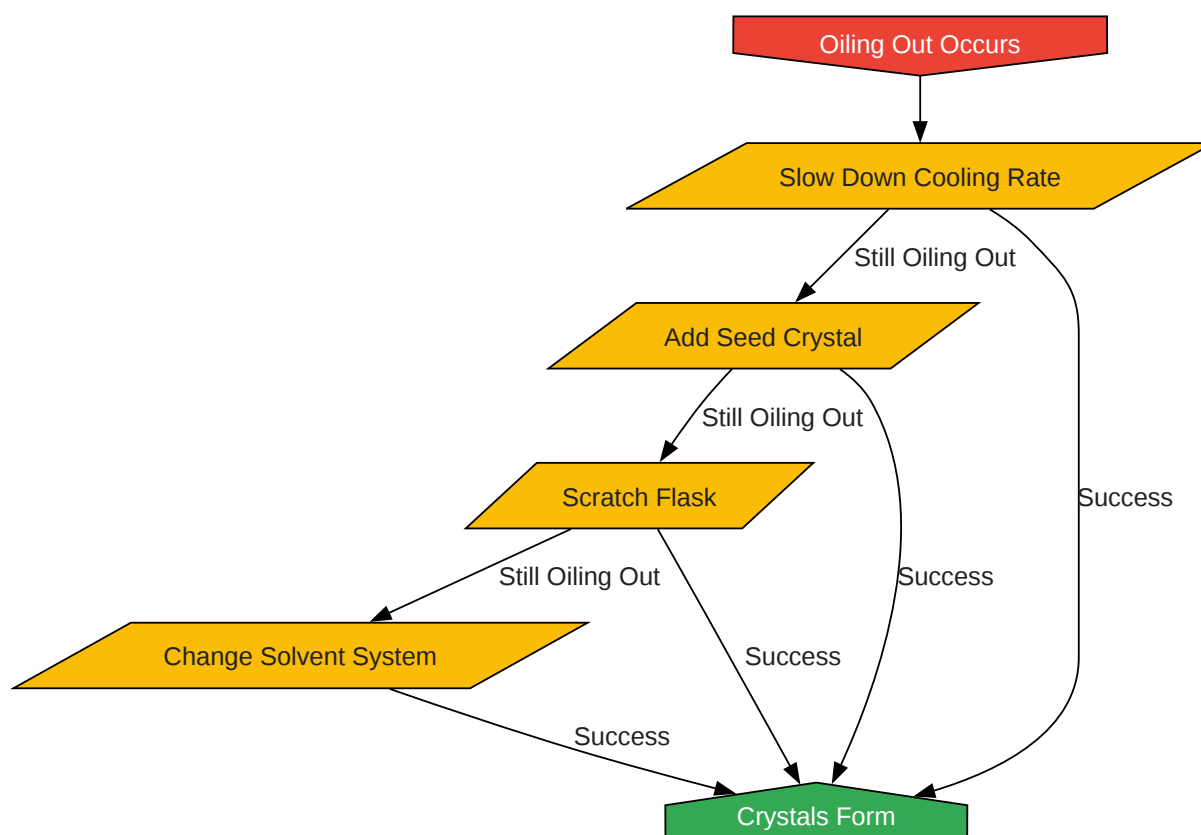 Oiling Out Occurs
Slow Down Cooling Rate
Still Oiling Out
Add Seed Crystal
Still Oiling Out
Scratch Flask
Success
Still Oiling Out
Success
Change Solvent System
Success
Success
Crystals Form